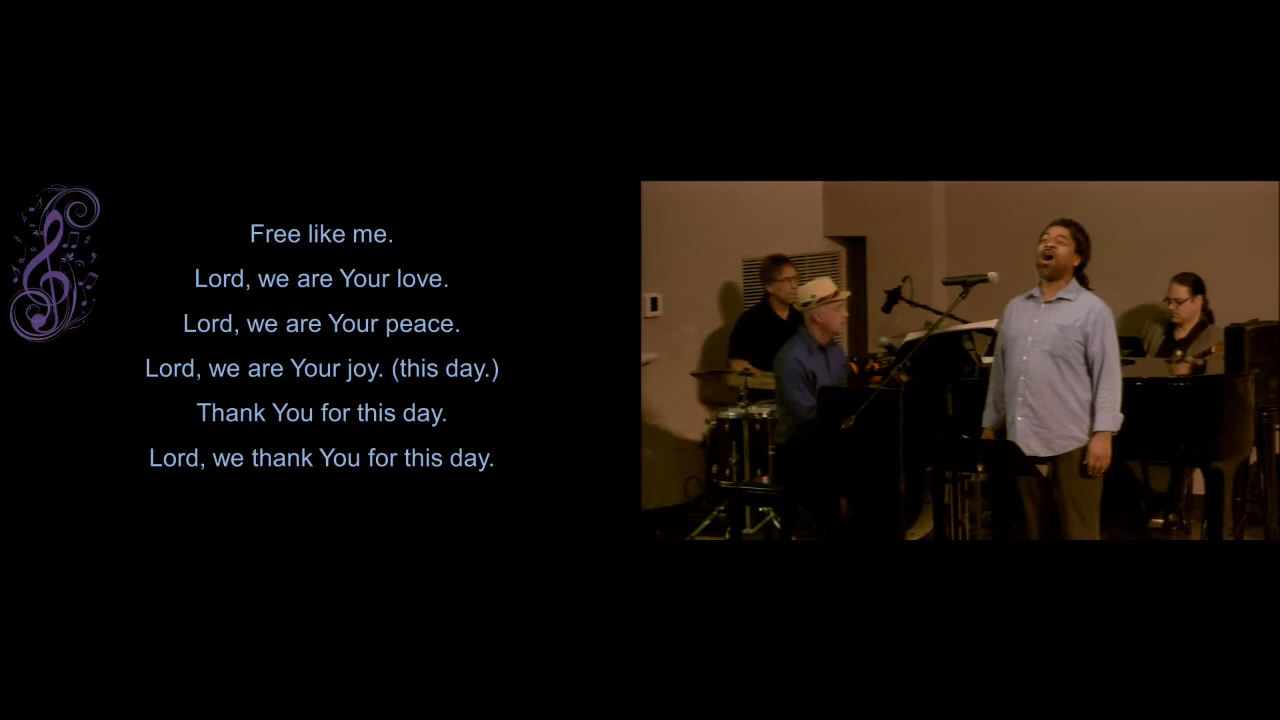 Free like me.
Lord, we are Your love.
Lord, we are Your peace.
Lord, we are Your joy. (this day.)
Thank You for this day.
Lord, we thank You for this day.